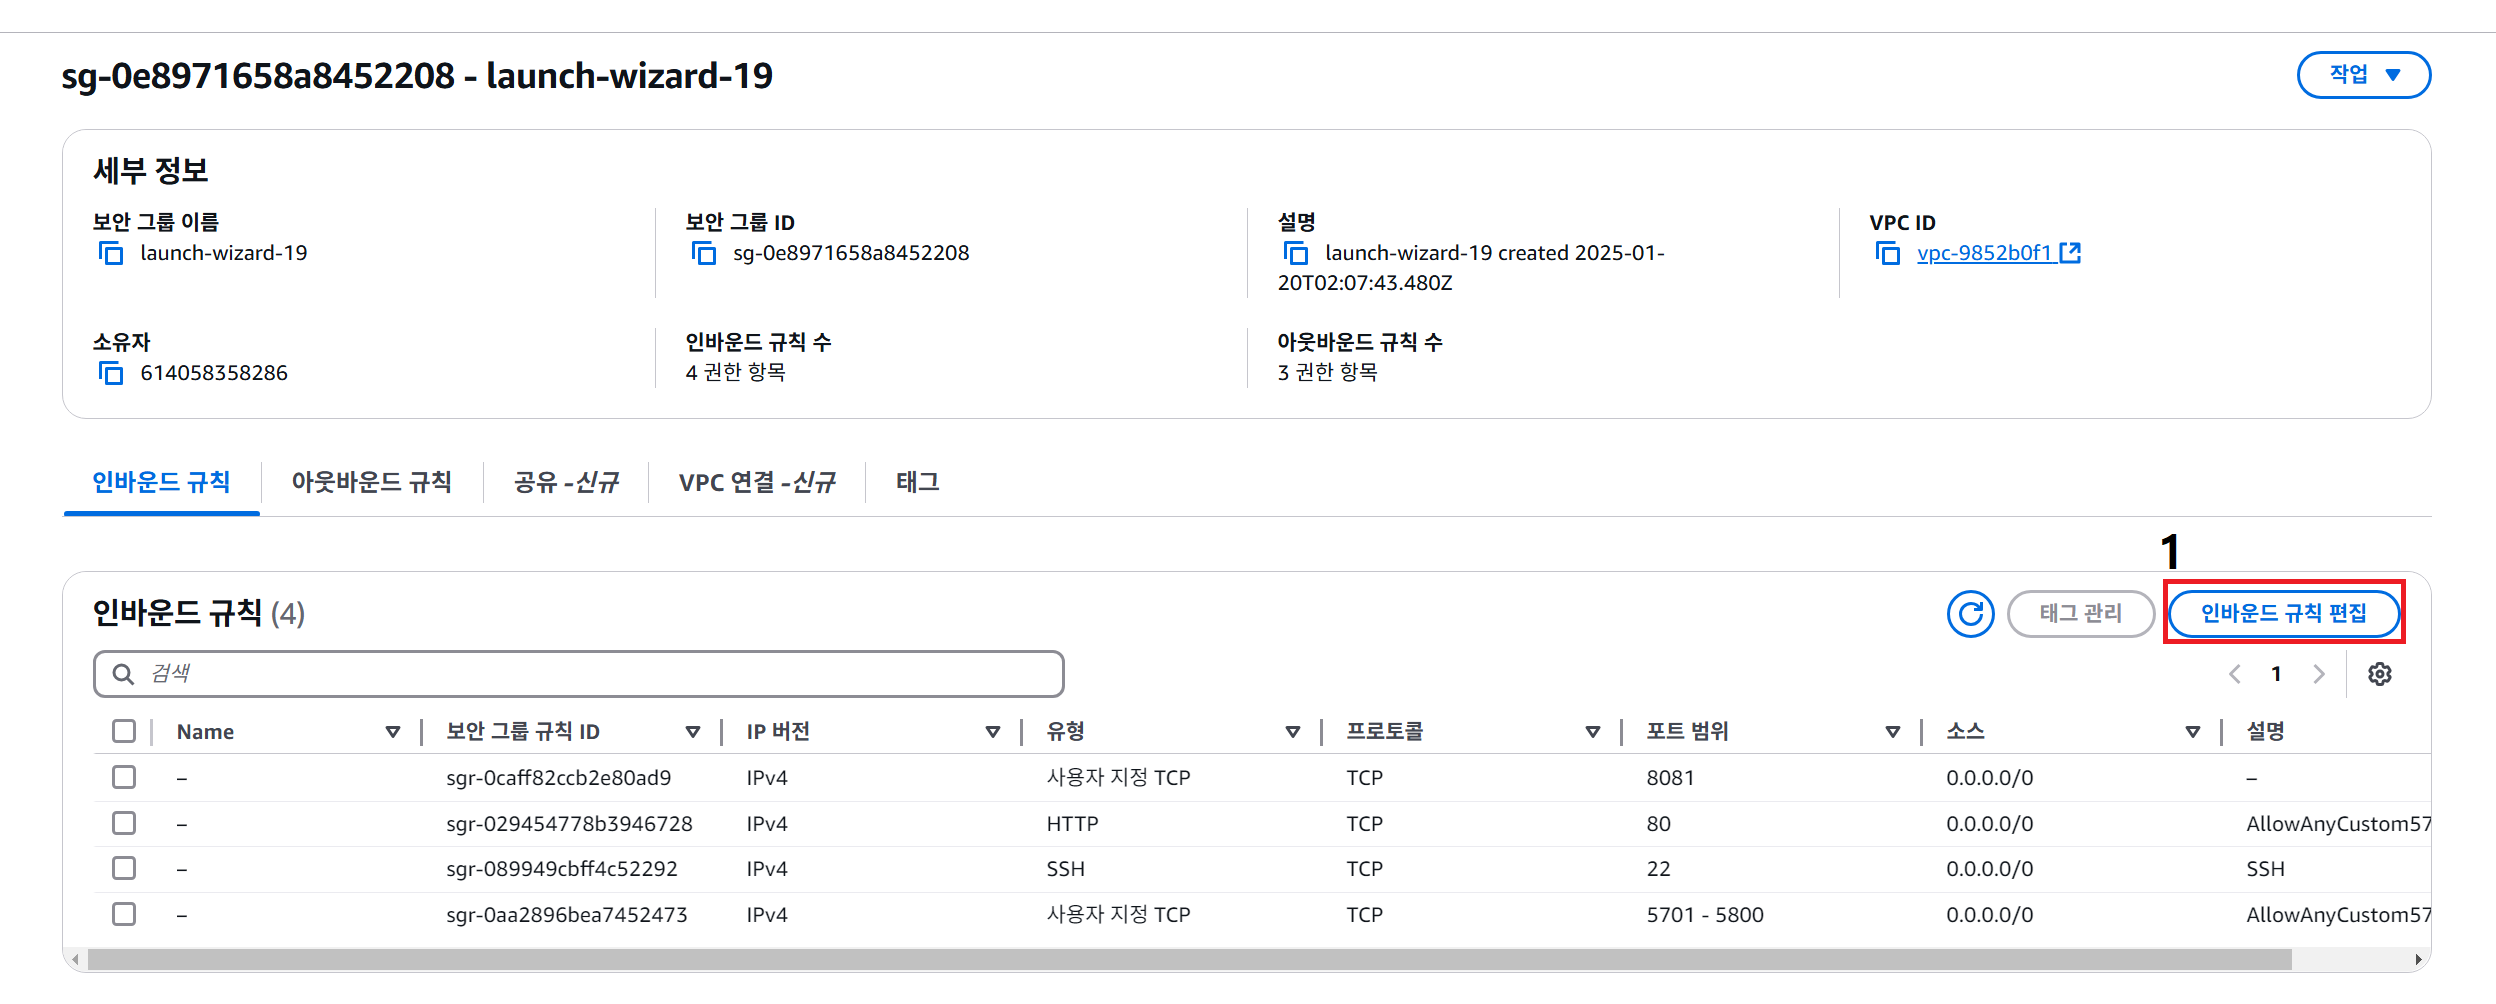 sg-0e8971658a8452208 - launch-wizard-19
작업
세부 정보
보안 그룹 이름
launch-wizard-19
보안 그룹 ID
sg-0e8971658a8452208
설명
launch-wizard-19 created 2025-01-
20T02:07:43.480Z
VPC ID
vpc-9852b0f1
소유자
614058358286
인바운드 규칙 수
4 권한 항목
아웃바운드 규칙 수
3 권한 항목
인바운드 규칙 아웃바운드 규칙 공유 -신규 VPC 연결 -신규 태그
1
인바운드 규칙 (4) 태그 관리 인바운드 규칙 편집
검색
1
Name 보안 그룹 규칙 ID IP 버전 유형 프로토콜 포트 범위 소스 설명
– sgr-0caff82ccb2e80ad9 IPv4 사용자 지정 TCP TCP 8081 0.0.0.0/0 –
– sgr-029454778b3946728 IPv4 HTTP TCP 80 0.0.0.0/0 AllowAnyCustom57
– sgr-089949cbff4c52292 IPv4 SSH TCP 22 0.0.0.0/0 SSH
– sgr-0aa2896bea7452473 IPv4 사용자 지정 TCP TCP 5701 - 5800 0.0.0.0/0 AllowAnyCustom57